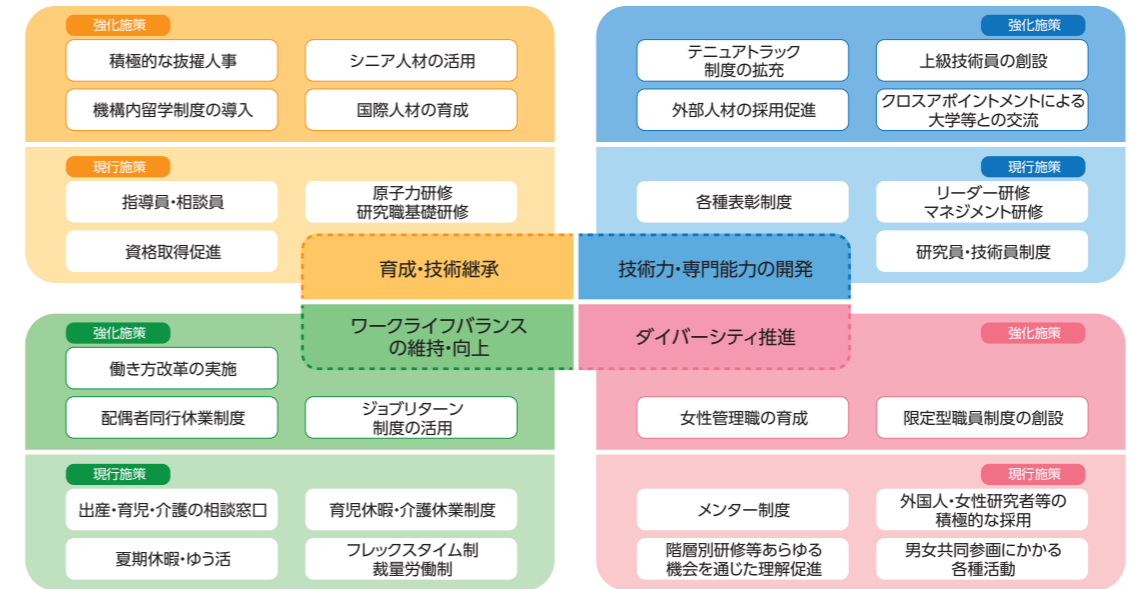 強化施策
積極的な抜擢人事
シニア人材の活用
機構内留学制度の導入
国際人材の育成
現行施策
指導員・相談員
原子力研修
研究職基礎研修
資格取得促進
育成・技術継承
強化施策
テニュアトラック
制度の拡充
上級技術員の創設
外部人材の採用促進
クロスアポイントメントによる
大学等との交流
現行施策
各種表彰制度
リーダー研修
マネジメント研修
研究員・技術員制度
技術力・専門能力の開発
ワークライフバランス
の維持・向上
強化施策
働き方改革の実施
配偶者同行休業制度
ジョブリターン
制度の活用
現行施策
出産・育児・介護の相談窓口
育児休暇・介護休業制度
夏期休暇・ゆう活
フレックスタイム制
裁量労働制
ダイバーシティ推進
強化施策
女性管理職の育成
限定型職員制度の創設
現行施策
メンター制度
外国人・女性研究者等の
積極的な採用
階層別研修等あらゆる
機会を通じた理解促進
男女共同参画にかかる
各種活動